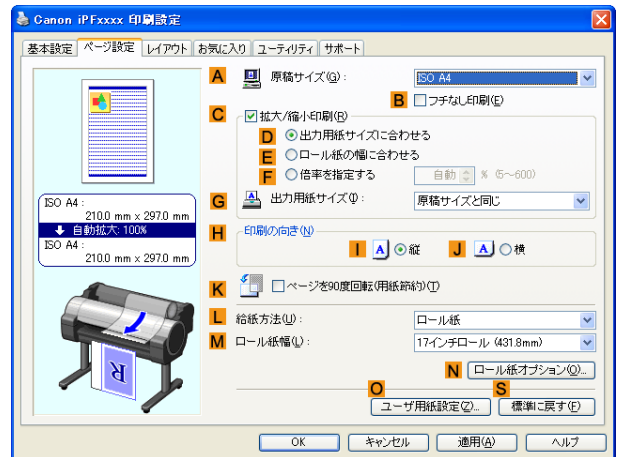 Canon iPFxxxx 印刷設定
基本設定 ページ設定 レイアウト お気に入り ユーティリティ サポート
A 原稿サイズ(G): ISO A4
B フチなし印刷(E)
C 拡大/縮小印刷(R)
D 出力用紙サイズに合わせる
E ロール紙の幅に合わせる
F 倍率を指定する 自動 % (5～600)
G 出力用紙サイズ(I): 原稿サイズと同じ
ISO A4 :
210.0 mm x 297.0 mm
自動拡大: 100%
ISO A4 :
210.0 mm x 297.0 mm
H 印刷の向き(N)
I A 縦 J A 横
K ページを90度回転(用紙節約)(T)
L 給紙方法(U): ロール紙
M ロール紙幅(L): 17インチロール (431.8mm)
R
N ロール紙オプション(Q)...
O S
ユーザ用紙設定(Z)... 標準に戻す(F)
OK キャンセル 適用(A) ヘルプ